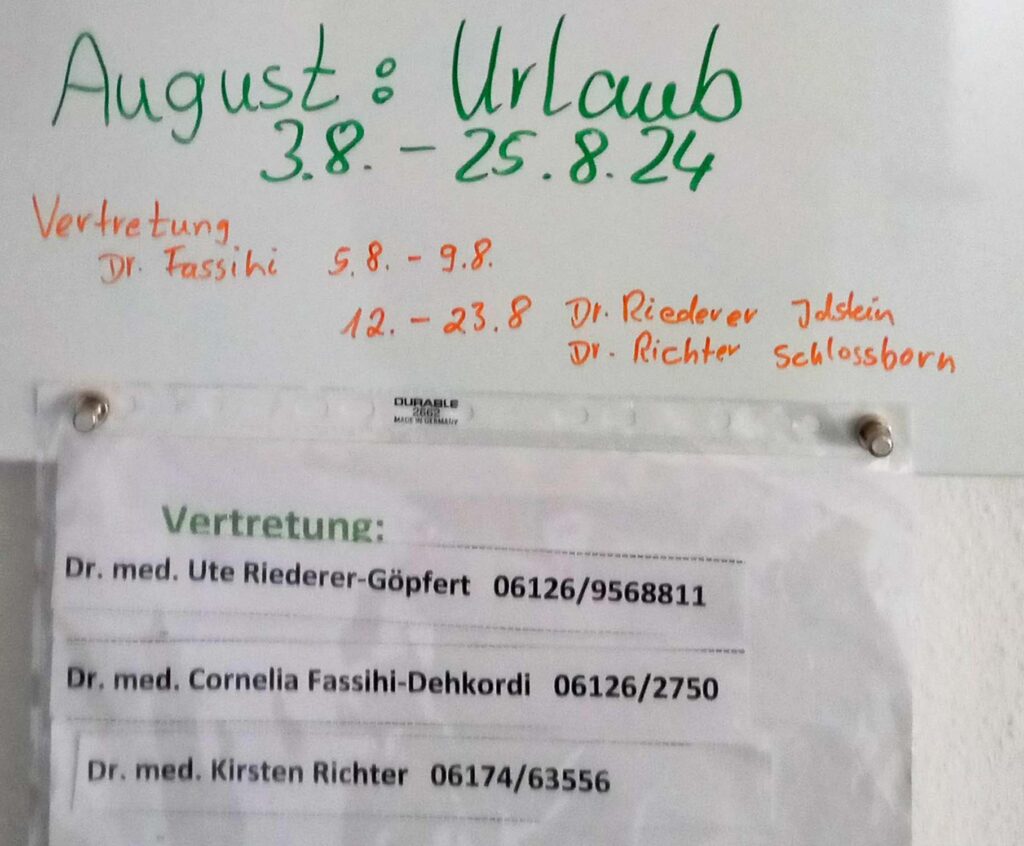 August: Urlaub
3.8. – 25.8.24
Vertretung
Dr. Fassihi 5.8. – 9.8.
12. – 23.8 Dr. Riederer Idstein
Dr. Richter Schlossborn
DURABLE
2662
MADE IN GERMANY
Vertretung:
Dr. med. Ute Riederer-Göpfert 06126/9568811
Dr. med. Cornelia Fassihi-Dehkordi 06126/2750
Dr. med. Kirsten Richter 06174/63556